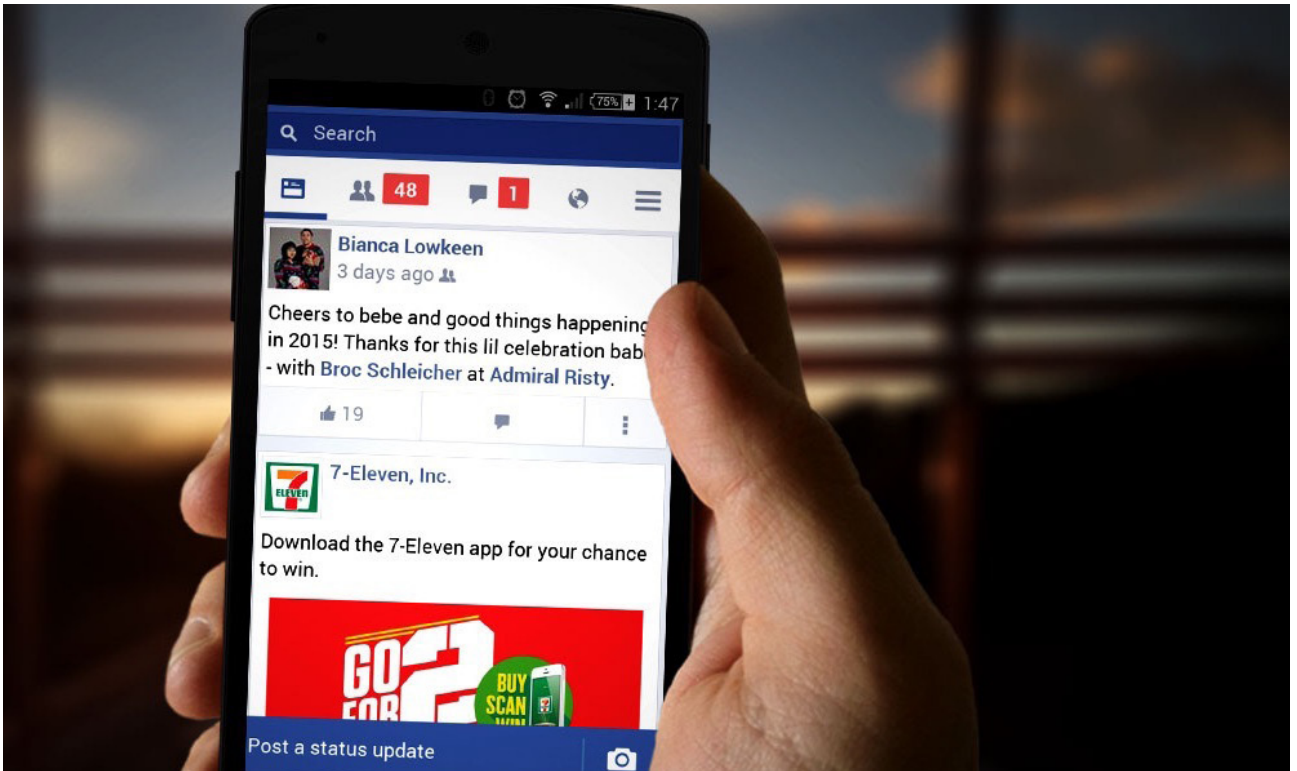 75% 1:47
Search
48 1
Bianca Lowkeen
3 days ago
Cheers to bebe and good things happening
in 2015! Thanks for this lil celebration
- with Broc Schleicher at Admiral Risty.
19
7-Eleven, Inc.
7 ELEVEN
Download the 7-Eleven app for your chance
to win.
GO 2
FOR
BUY
SCAN
WIN
Post a status update